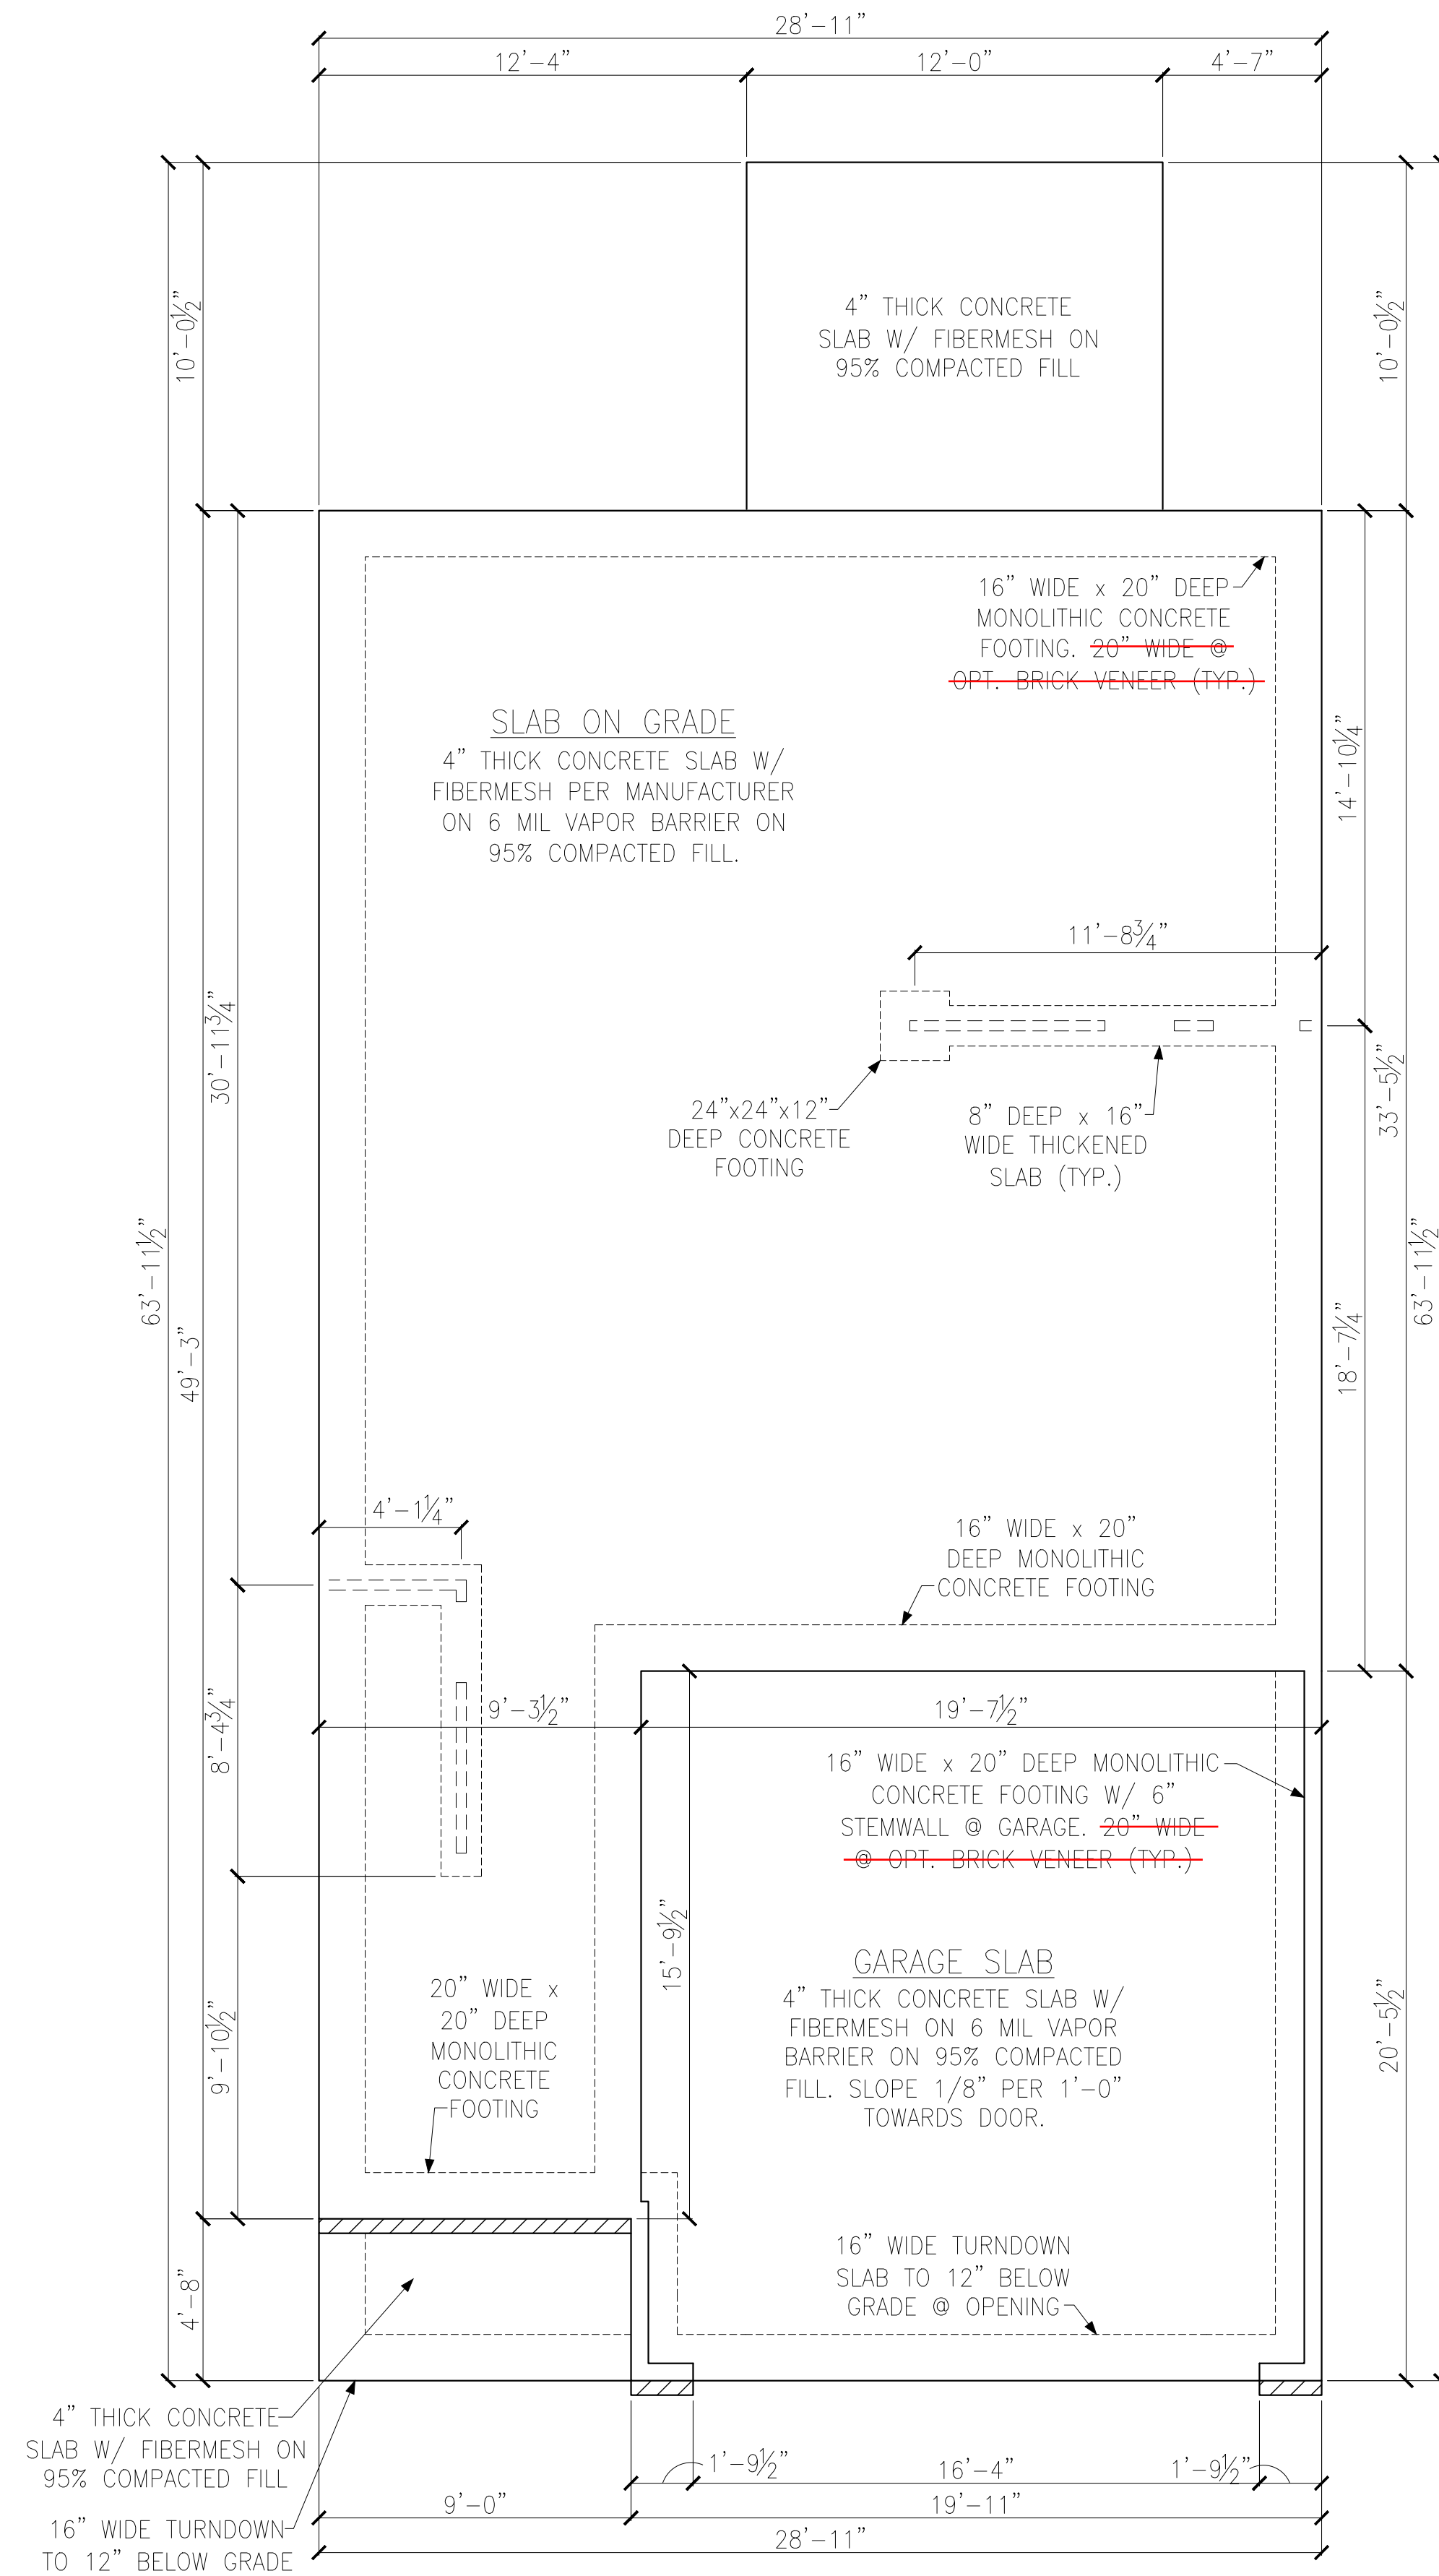 28'-11"
12'-4"
12'-0"
4'-7"
10'-0½"
10'-0½"
4" THICK CONCRETE
SLAB W/ FIBERMESH ON
95% COMPACTED FILL
16" WIDE x 20" DEEP
MONOLITHIC CONCRETE
FOOTING. 20" WIDE @
OPT. BRICK VENEER (TYP.)
SLAB ON GRADE
4" THICK CONCRETE SLAB W/
FIBERMESH PER MANUFACTURER
ON 6 MIL VAPOR BARRIER ON
95% COMPACTED FILL.
14'-10¼"
11'-8¾"
30'-11¾"
33'-5½"
24"x24"x12"
DEEP CONCRETE
FOOTING
8" DEEP x 16"
WIDE THICKENED
SLAB (TYP.)
63'-11½"
49'-3"
18'-7¼"
63'-11½"
4'-1¼"
16" WIDE x 20"
DEEP MONOLITHIC
CONCRETE FOOTING
8'-4¾"
9'-3½"
19'-7½"
16" WIDE x 20" DEEP MONOLITHIC
CONCRETE FOOTING W/ 6"
STEMWALL @ GARAGE. 20" WIDE
@ OPT. BRICK VENEER (TYP.)
15'-9½"
GARAGE SLAB
4" THICK CONCRETE SLAB W/
FIBERMESH ON 6 MIL VAPOR
BARRIER ON 95% COMPACTED
FILL. SLOPE 1/8" PER 1'-0"
TOWARDS DOOR.
9'-10½"
20'-5½"
20" WIDE x
20" DEEP
MONOLITHIC
CONCRETE
FOOTING
4'-8"
16" WIDE TURNDOWN
SLAB TO 12" BELOW
GRADE @ OPENING
4" THICK CONCRETE
SLAB W/ FIBERMESH ON
95% COMPACTED FILL
1'-9½"
16'-4"
1'-9½"
9'-0"
19'-11"
16" WIDE TURNDOWN
TO 12" BELOW GRADE
28'-11"